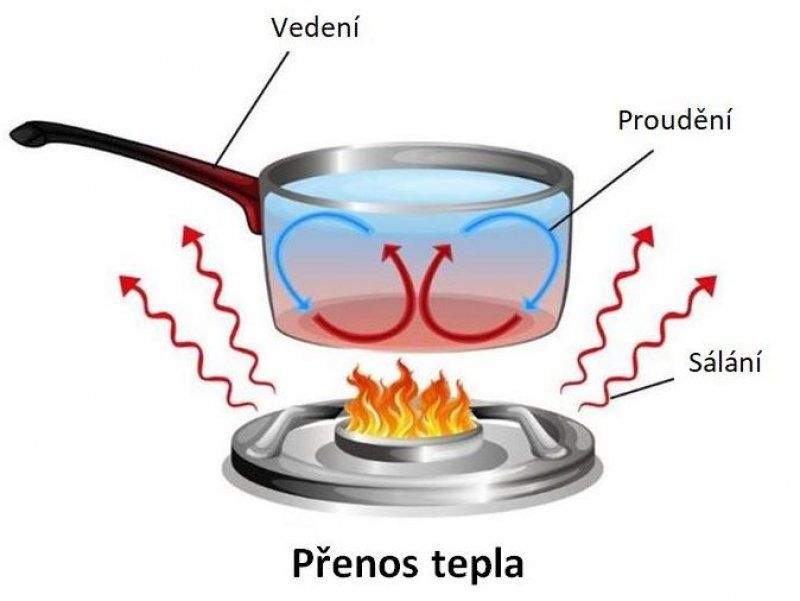 Vedení
Proudění
Sálání
Přenos tepla